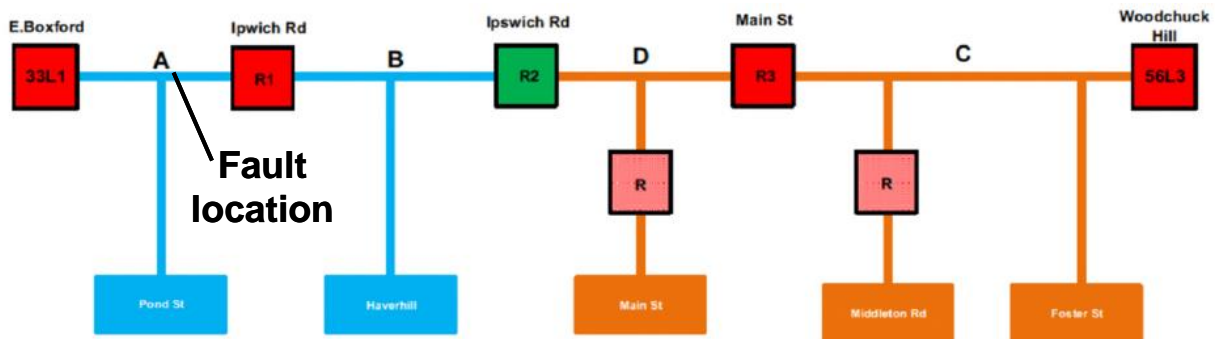 E.Boxford
Ipwich Rd
Ipswich Rd
Main St
Woodchuck
Hill
A
B
D
C
33L1
R1
R2
R3
56L3
Fault
location
R
R
Pond St
Haverhill
Main St
Middleton Rd
Foster St